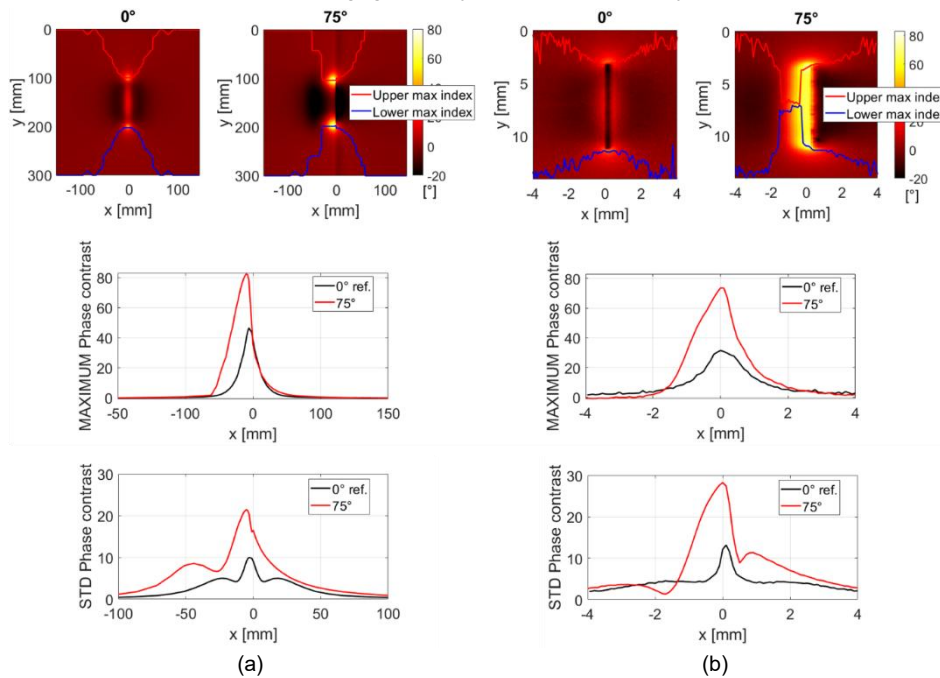 0°
75°
0
100
200
300
y [mm]
-100 0 100
x [mm]
-100 0 100
x [mm]
80
60
0
-20
[°]
Upper max index
Lower max index
0°
75°
0
5
10
y [mm]
-4 -2 0 2 4
x [mm]
0
5
10
y [mm]
-4 -2 0 2 4
x [mm]
80
60
20
0
-20
[°]
Upper max index
Lower max inde
MAXIMUM Phase contrast
80
60
40
20
0
-50 -100 0 100 150
x [mm]
0° ref.
75°
MAXIMUM Phase contrast
80
60
40
20
0
-4 -2 0 2 4
x [mm]
0° ref.
75°
STD Phase contrast
30
20
10
0
-100 -50 0 50 100
x [mm]
0° ref.
75°
STD Phase contrast
30
20
10
0
-4 -2 0 2 4
x [mm]
0° ref.
75°
(a)
(b)